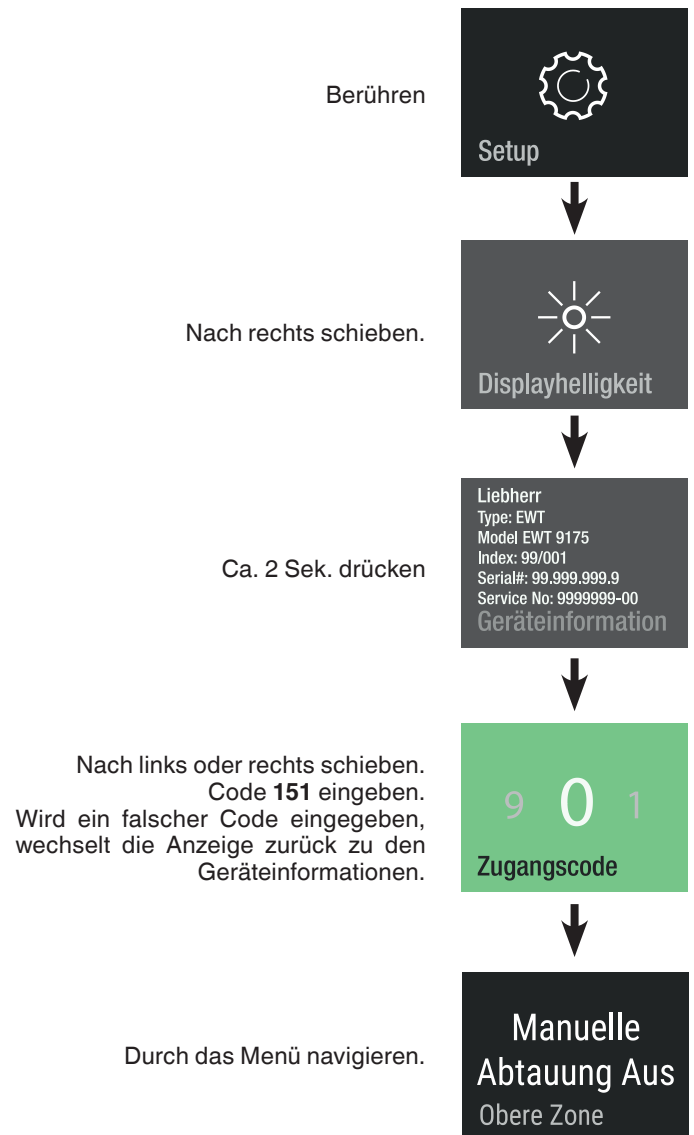 Berühren
Setup
Nach rechts schieben.
Displayhelligkeit
Ca. 2 Sek. drücken
Liebherr
Type: EWT
Model EWT 9175
Index: 99/001
Serial#: 99.999.999.9
Service No: 9999999-00
Geräteinformation
Nach links oder rechts schieben.
Code 151 eingeben.
Wird ein falscher Code eingegeben,
wechselt die Anzeige zurück zu den
Geräteinformationen.
9 0 1
Zugangscode
Durch das Menü navigieren.
Manuelle
Abtauung Aus
Obere Zone